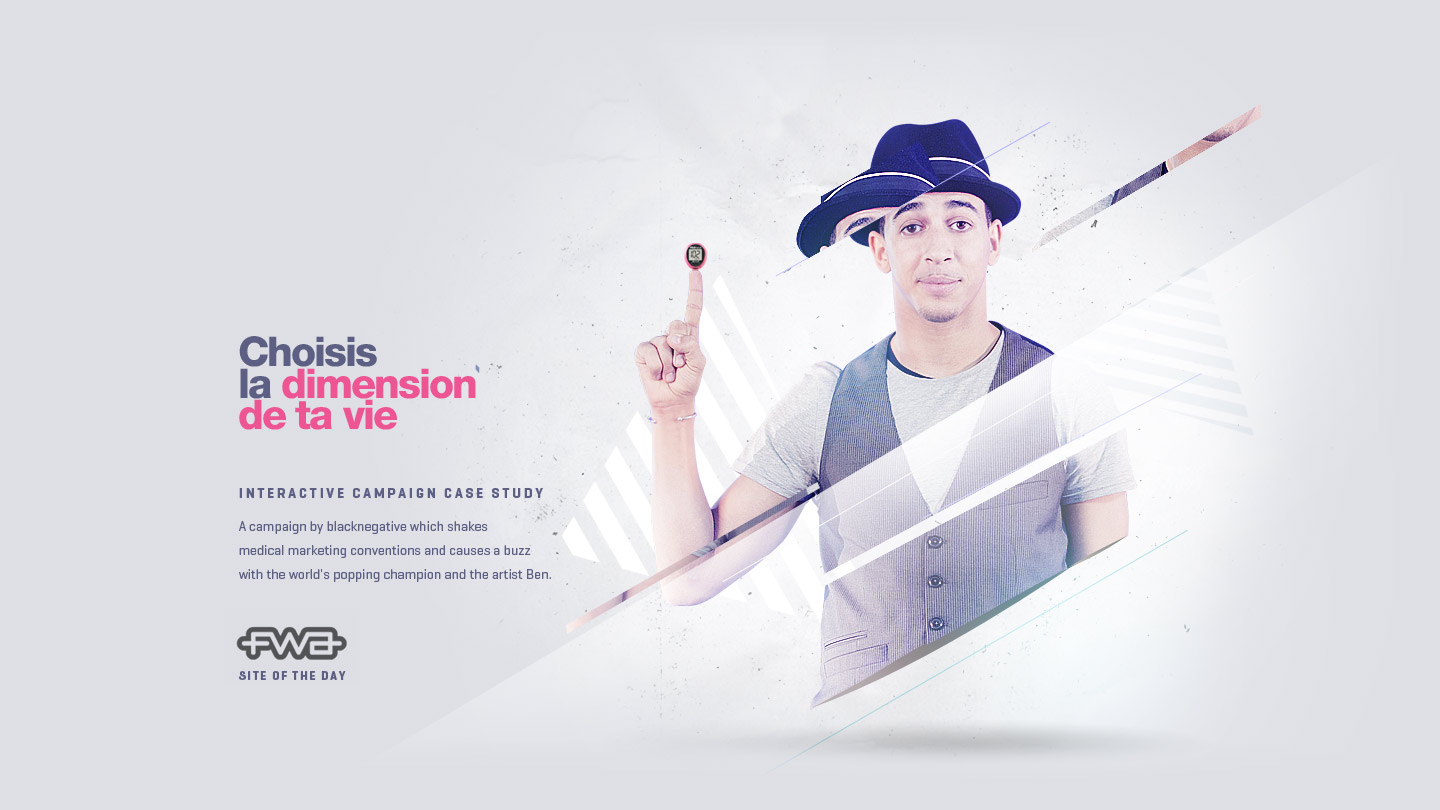 Choisis
la dimension
de ta vie
INTERACTIVE CAMPAIGN CASE STUDY
A campaign by blacknegative which shakes
medical marketing conventions and causes a buzz
with the world's popping champion and the artist Ben.
FWA
SITE OF THE DAY